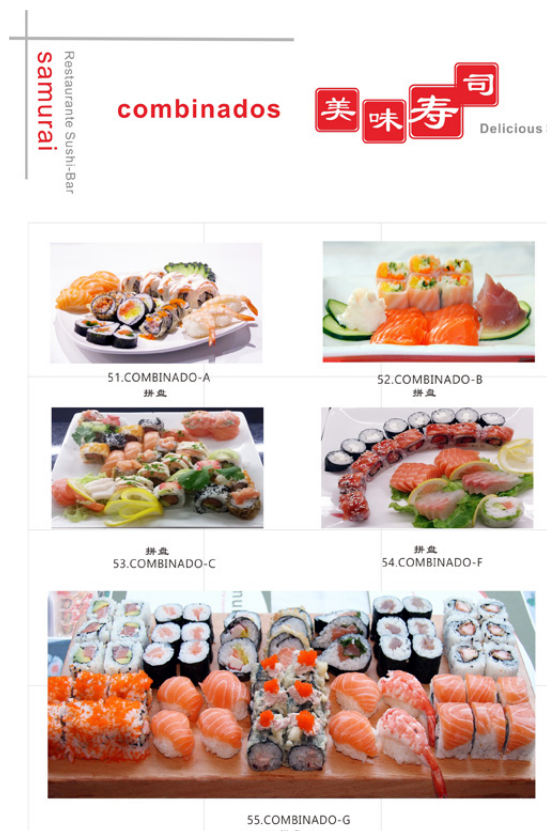 samurai
Restaurante Sushi-Bar
combinados
美味寿司
Delicious
51.COMBINADO-A
拼盘
52.COMBINADO-B
拼盘
拼盘
53.COMBINADO-C
拼盘
54.COMBINADO-F
55.COMBINADO-G